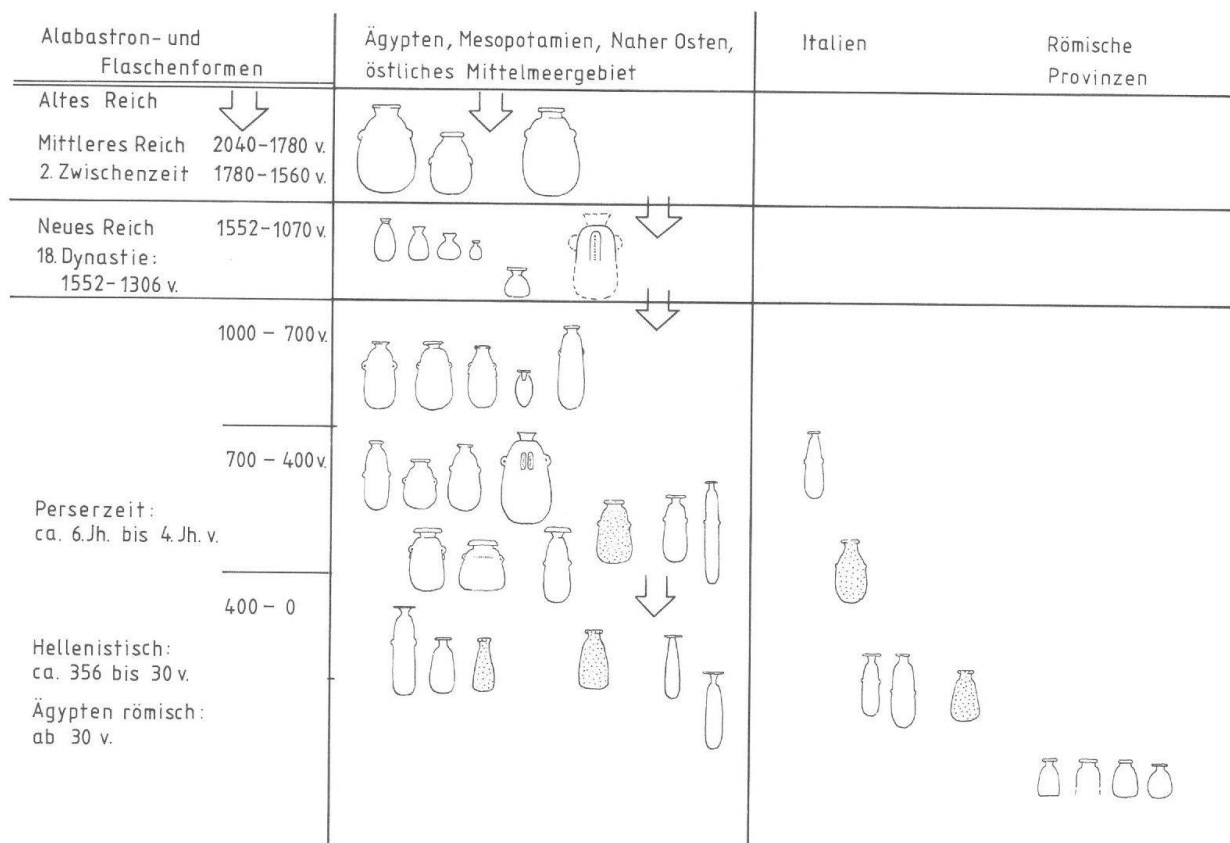 Alabastron- und
Flaschenformen
Ägypten, Mesopotamien, Naher Osten,
östliches Mittelmeergebiet
Italien
Römische
Provinzen
Altes Reich
Mittleres Reich 2040-1780 v.
2. Zwischenzeit 1780-1560 v.
Neues Reich 1552-1070 v.
18. Dynastie:
1552-1306 v.
1000 - 700 v.
700 - 400 v.
Perserzeit:
ca. 6. Jh. bis 4. Jh. v.
400 - 0
Hellenistisch:
ca. 356 bis 30 v.
Ägypten römisch:
ab 30 v.